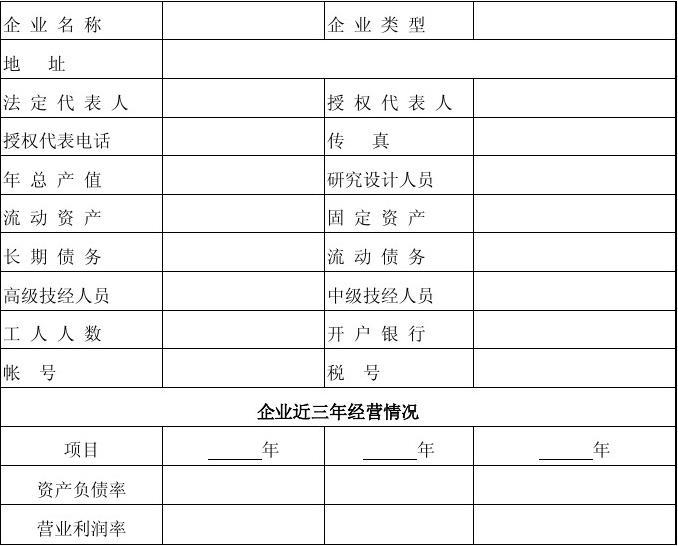 企业名称 企业类型
地 址
法定代表人 授权代表人
授权代表电话 传 真
年总产值 研究设计人员
流动资产 固定资产
长期债务 流动债务
高级技经人员 中级技经人员
工人人数 开户银行
帐 号 税 号
企业近三年经营情况
项目 ______年 ______年 ______年
资产负债率
营业利润率